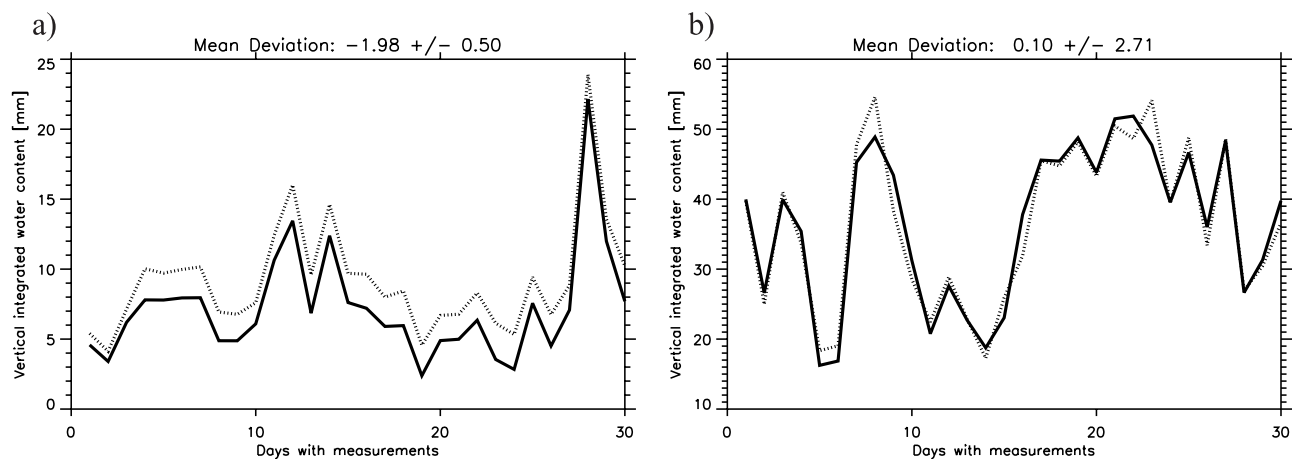 a)
Mean Deviation: −1.98 +/− 0.50
Vertical integrated water content [mm]
25
20
15
10
5
0
0 10 20 30
Days with measurements
b)
Mean Deviation: 0.10 +/− 2.71
Vertical integrated water content [mm]
60
50
40
30
20
10
0 10 20 30
Days with measurements